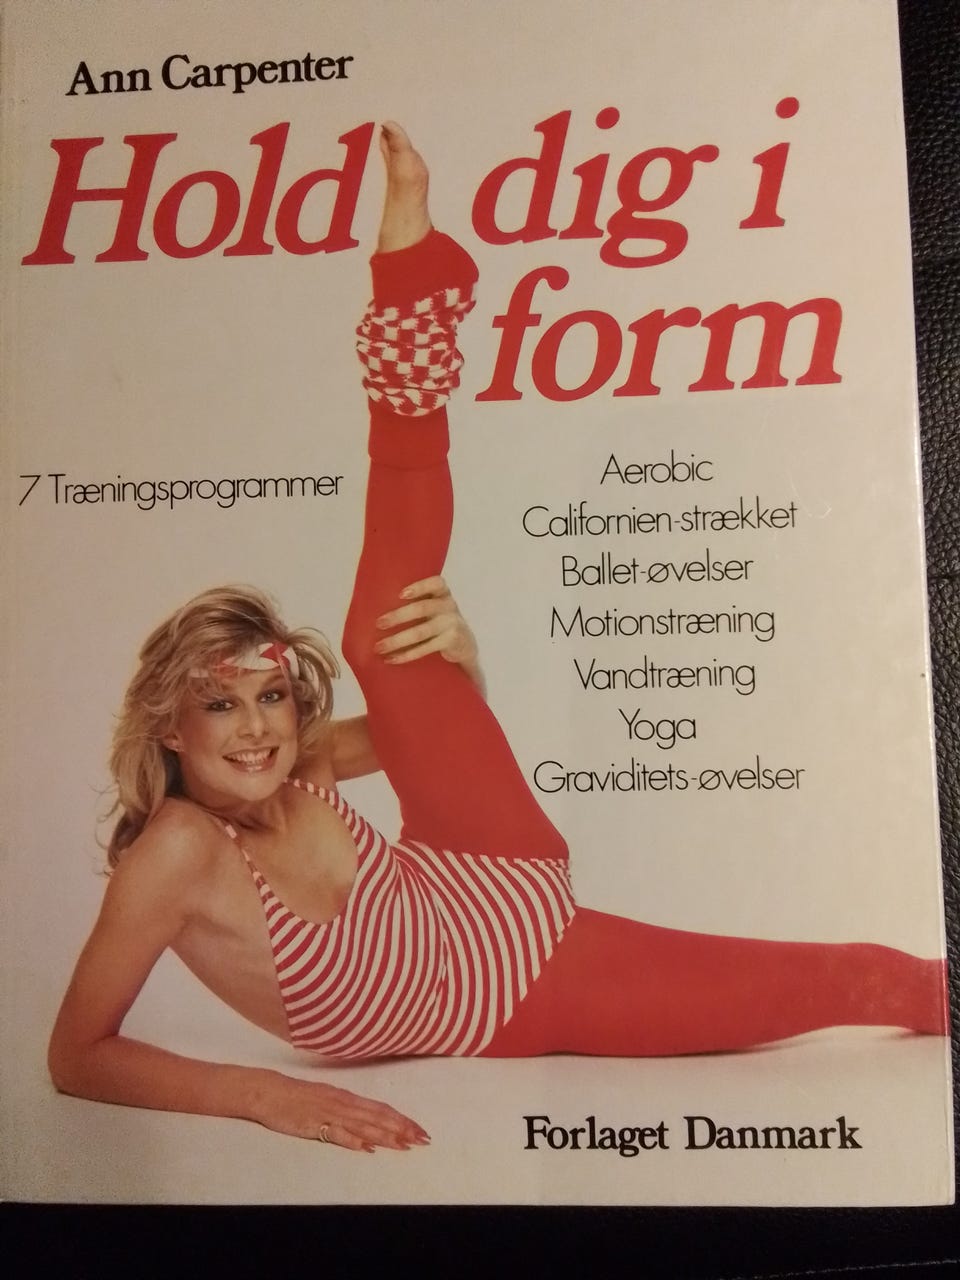 Ann Carpenter
Hold dig i
form
7 Træningsprogrammer
Aerobic
Californien-strækket
Ballet-øvelser
Motionstræning
Vandtræning
Yoga
Graviditets-øvelser
Forlaget Danmark